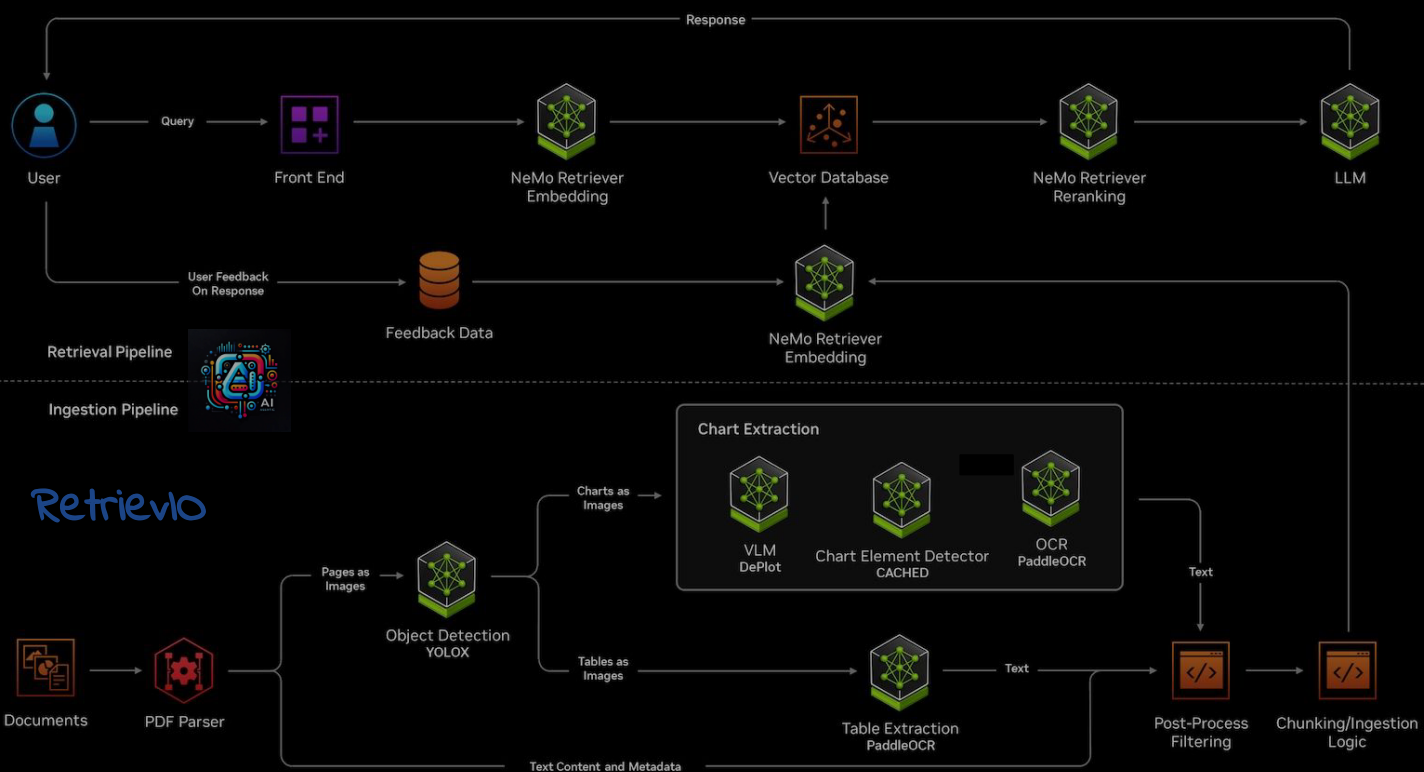 Response
Query
User
Front End
NeMo Retriever
Embedding
Vector Database
NeMo Retriever
Reranking
LLM
User Feedback
On Response
Feedback Data
NeMo Retriever
Embedding
Retrieval Pipeline
Ingestion Pipeline
AI
Chart Extraction
VLM
DePlot
Chart Element Detector
CACHED
OCR
PaddleOCR
Retrievlo
Charts as
Images
Pages as
Images
Text
Object Detection
YOLOX
Tables as
Images
Text
Documents
PDF Parser
Table Extraction
PaddleOCR
Post-Process
Filtering
Chunking/Ingestion
Logic
Text Content and Metadata